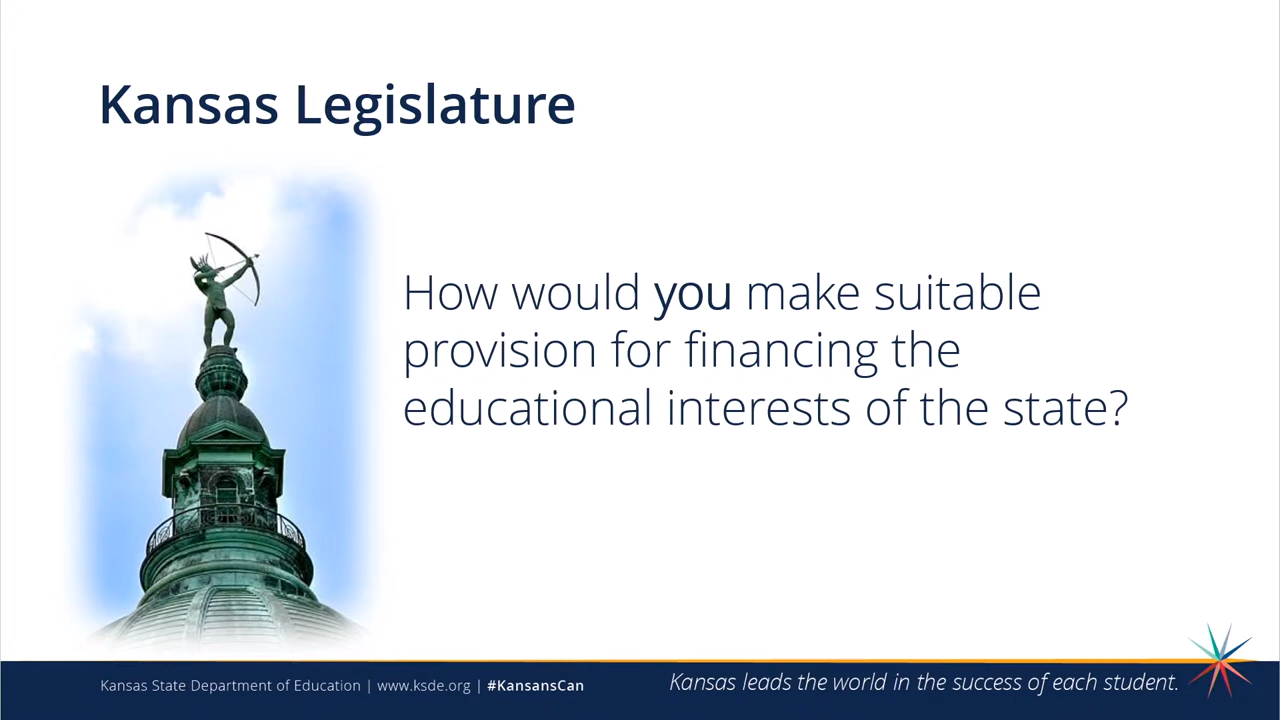 Kansas Legislature
How would you make suitable
provision for financing the
educational interests of the state?
Kansas State Department of Education | www.ksde.org | #KansansCan
Kansas leads the world in the success of each student.